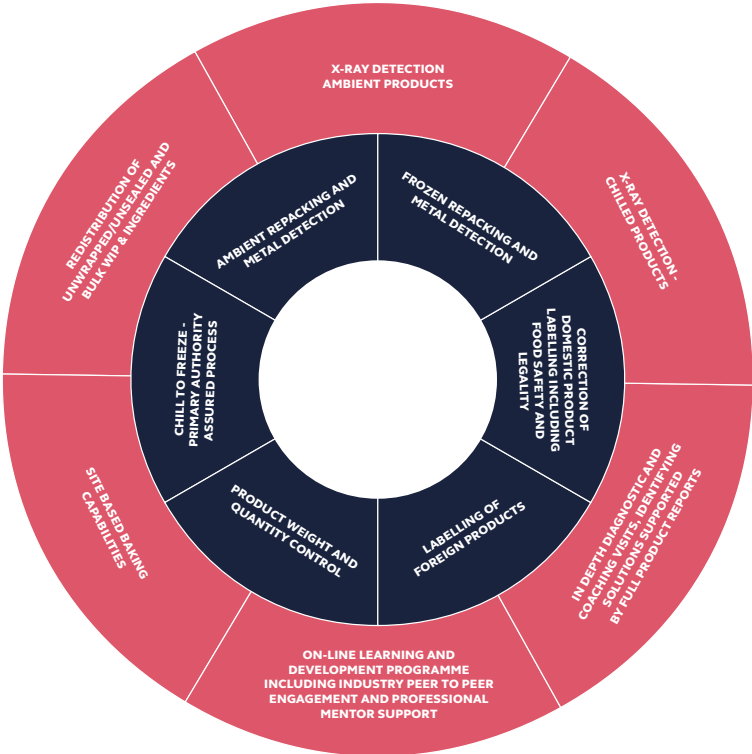 X-RAY DETECTION
AMBIENT PRODUCTS
X-RAY DETECTION -
CHILLED PRODUCTS
IN DEPTH DIAGNOSTIC AND
COACHING VISITS, IDENTIFYING
SOLUTIONS SUPPORTED
BY FULL PRODUCT REPORTS
ON-LINE LEARNING AND
DEVELOPMENT PROGRAMME
INCLUDING INDUSTRY PEER TO PEER
ENGAGEMENT AND PROFESSIONAL
MENTOR SUPPORT
SITE BASED BAKING
CAPABILITIES
REDISTRIBUTION OF
UNWRAPPED/UNSEALED AND
BULK WIP & INGREDIENTS
FROZEN REPACKING AND
METAL DETECTION
CORRECTION OF
DOMESTIC PRODUCT
LABELLING INCLUDING
FOOD SAFETY AND
LEGALITY
LABELLING OF
FOREIGN PRODUCTS
PRODUCT WEIGHT AND
QUANTITY CONTROL
CHILL TO FREEZE -
PRIMARY AUTHORITY
ASSURED PROCESS
AMBIENT REPACKING AND
METAL DETECTION